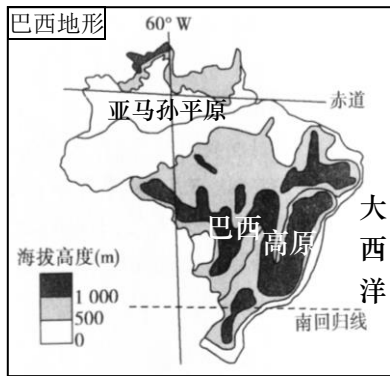 巴西地形
60° W
赤道
亚马孙平原
巴西
高原
大
西
洋
海拔高度(m)
1 000
500
0
南回归线